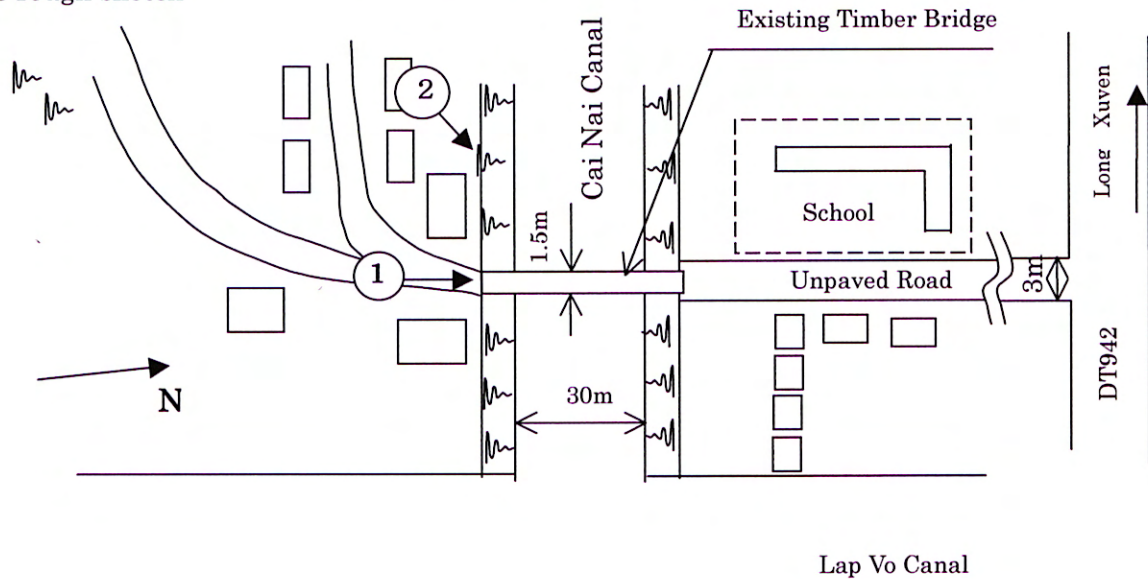 Existing Timber Bridge
Cai Nai Canal
Long Xuven
2
School
1.5m
1
Unpaved Road
3m
N
30m
DT942
Lap Vo Canal